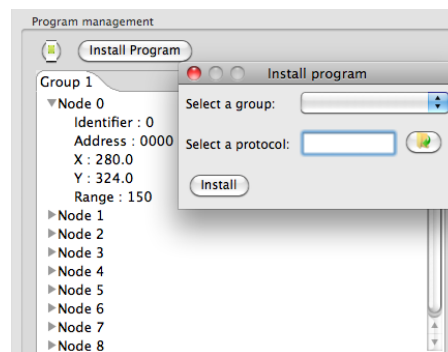 Program management
Install Program
Install program
Group 1
Select a group:
Node 0
Identifier : 0
Address : 0000
Select a protocol:
X : 280.0
Y : 324.0
Install
Range : 150
Node 1
Node 2
Node 3
Node 4
Node 5
Node 6
Node 7
Node 8